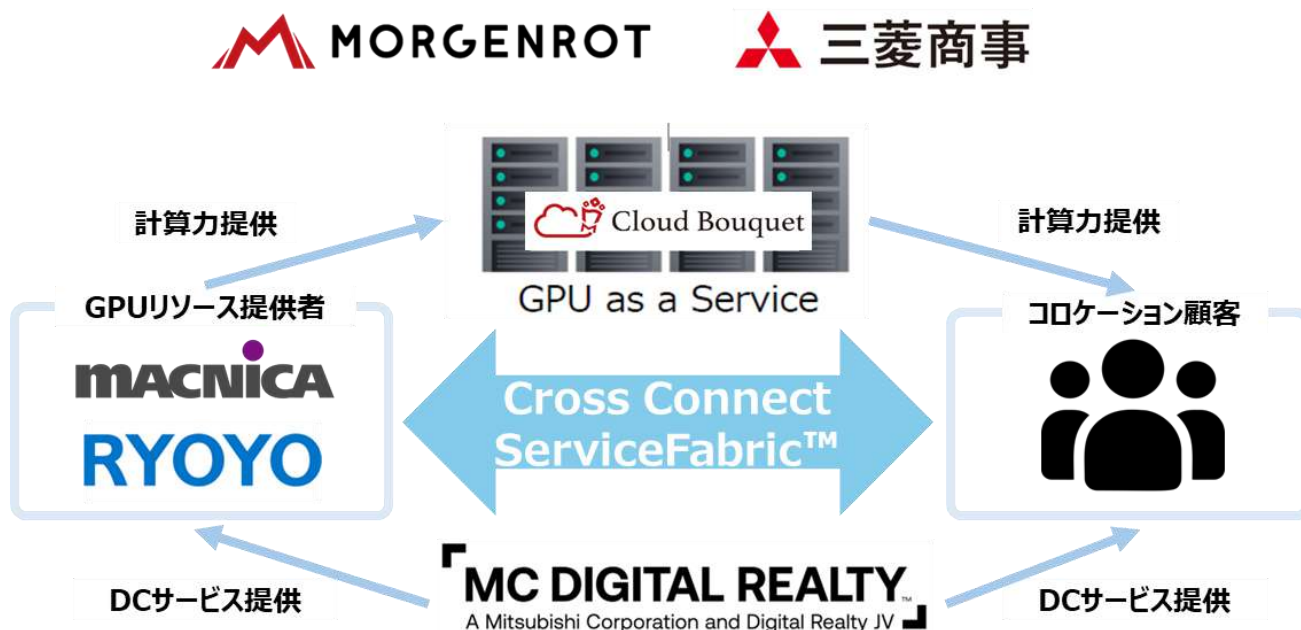 MORGENROT
三菱商事
Cloud Bouquet
GPU as a Service
計算力提供
計算力提供
GPUリソース提供者
MACNICA
RYOYO
コロケーション顧客
Cross Connect
ServiceFabric™
DCサービス提供
MC DIGITAL REALTY™
A Mitsubishi Corporation and Digital Realty JV
DCサービス提供